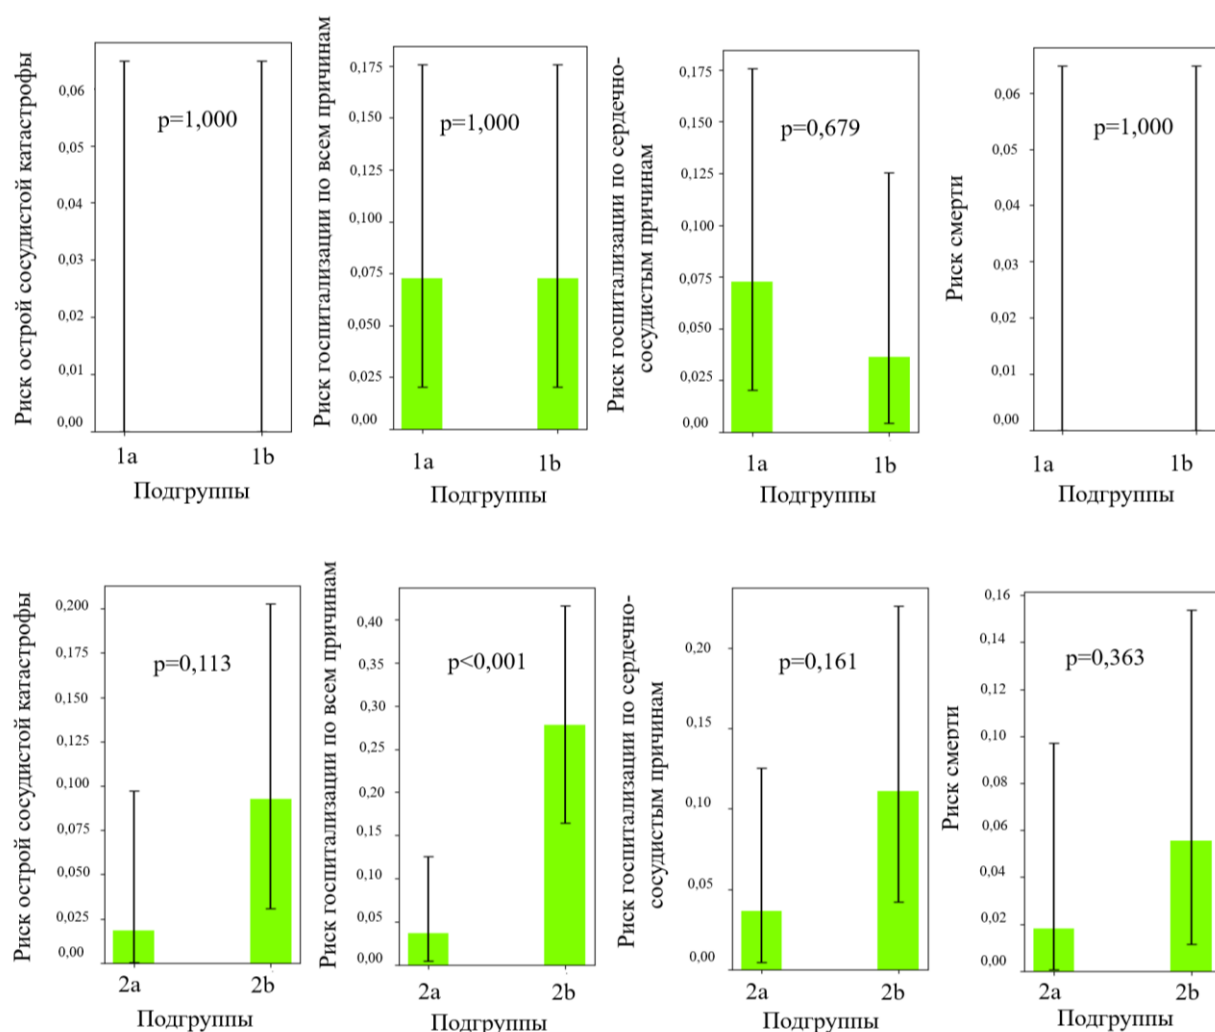 Риск острой сосудистой катастрофы
0,06
0,05
0,04
0,03
0,02
0,01
0,00
p=1,000
1a 1b
Подгруппы
Риск госпитализации по всем причинам
0,175
0,150
0,125
0,100
0,075
0,050
0,025
0,00
p=1,000
1a 1b
Подгруппы
Риск госпитализации по сердечно-
сосудистым причинам
0,175
0,150
0,125
0,100
0,075
0,050
0,025
0,00
p=0,679
1a 1b
Подгруппы
Риск смерти
0,06
0,05
0,04
0,03
0,02
0,01
0,00
p=1,000
1a 1b
Подгруппы
Риск острой сосудистой катастрофы
0,200
0,175
0,150
0,125
0,100
0,075
0,050
0,025
0,00
p=0,113
2a 2b
Подгруппы
Риск госпитализации по всем причинам
0,40
0,35
0,30
0,25
0,20
0,15
0,10
0,05
0,00
p<0,001
2a 2b
Подгруппы
Риск госпитализации по сердечно-
сосудистым причинам
0,20
0,15
0,10
0,05
0,00
p=0,161
2a 2b
Подгруппы
Риск смерти
0,16
0,14
0,12
0,10
0,08
0,06
0,04
0,02
0,00
p=0,363
2a 2b
Подгруппы